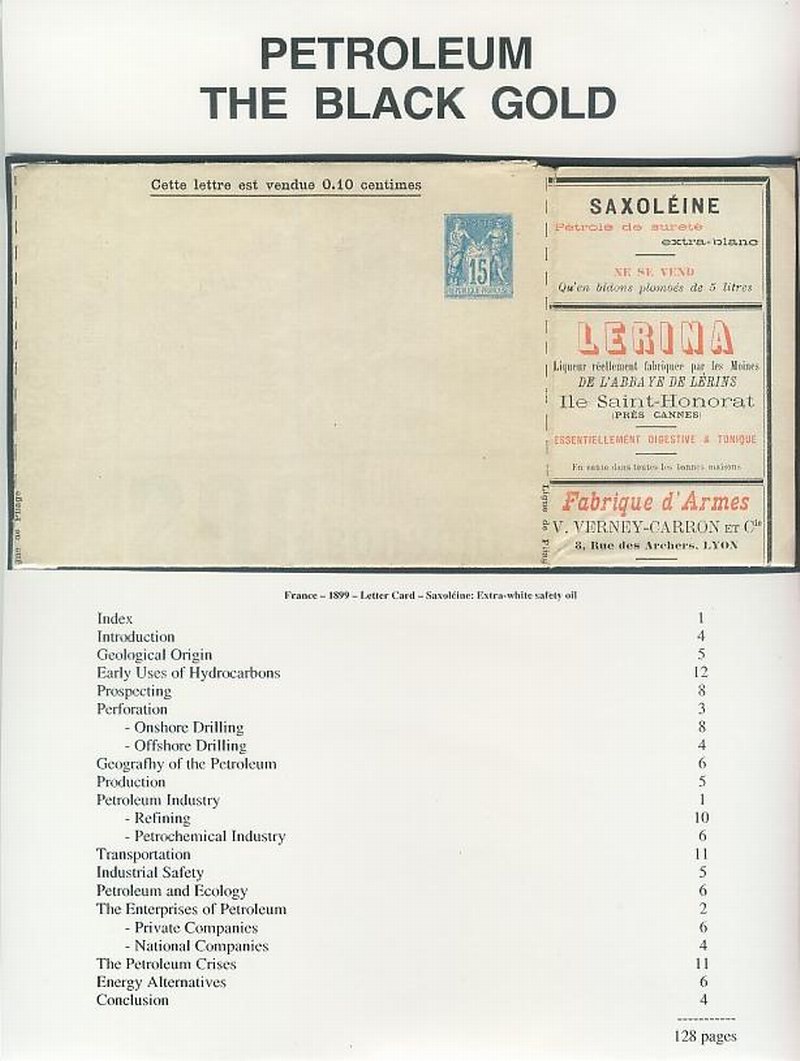 PETROLEUM
THE BLACK GOLD
Cette lettre est vendue 0.10 centimes
15
SAXOLÉINE
Pétrole de sureté
extra-blanc
NE SE VEND
Qu'en bidons plombés de 5 litres
LERINA
Liqueur réellement fabriquée par les Moines
DE L'ABBAYE DE LÉRINS
Ile Saint-Honorat
(PRÈS CANNES)
ESSENTIELLEMENT DIGESTIVE & TONIQUE
En vente dans toutes les bonnes maisons
Fabrique d'Armes
V. VERNEY-CARRON ET Cie
8, Rue des Archers, LYON
gne de Pliage
Ligne de Pliag
France – 1899 – Letter Card – Saxoléine: Extra-white safety oil
Index 1
Introduction 4
Geological Origin 5
Early Uses of Hydrocarbons 12
Prospecting 8
Perforation 3
- Onshore Drilling 8
- Offshore Drilling 4
Geografhy of the Petroleum 6
Production 5
Petroleum Industry 1
- Refining 10
- Petrochemical Industry 6
Transportation 11
Industrial Safety 5
Petroleum and Ecology 6
The Enterprises of Petroleum 2
- Private Companies 6
- National Companies 4
The Petroleum Crises 11
Energy Alternatives 6
Conclusion 4
-----------
128 pages